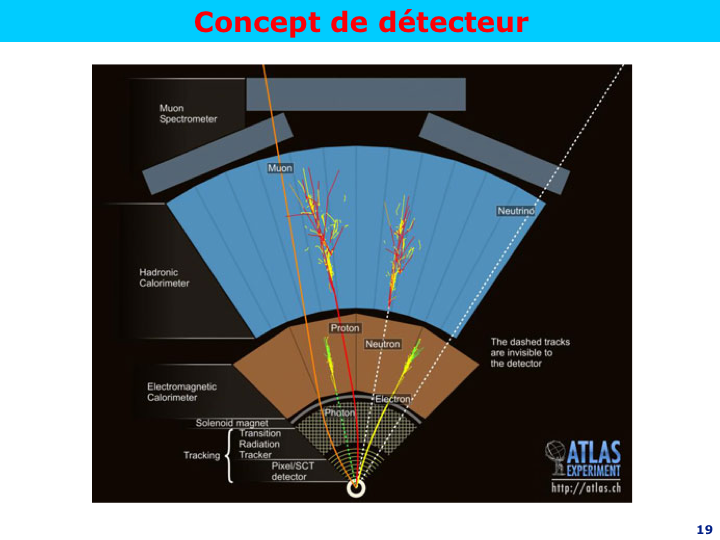 Concept de détecteur
Muon
Spectrometer
Muon
Neutrino
Hadronic
Calorimeter
Proton
Neutron
The dashed tracks
are invisible to
the detector
Electromagnetic
Calorimeter
Electron
Photon
Solenoid magnet
Tracking
Transition
Radiation
Tracker
Pixel/SCT
detector
ATLAS
EXPERIMENT
http://atlas.ch
19